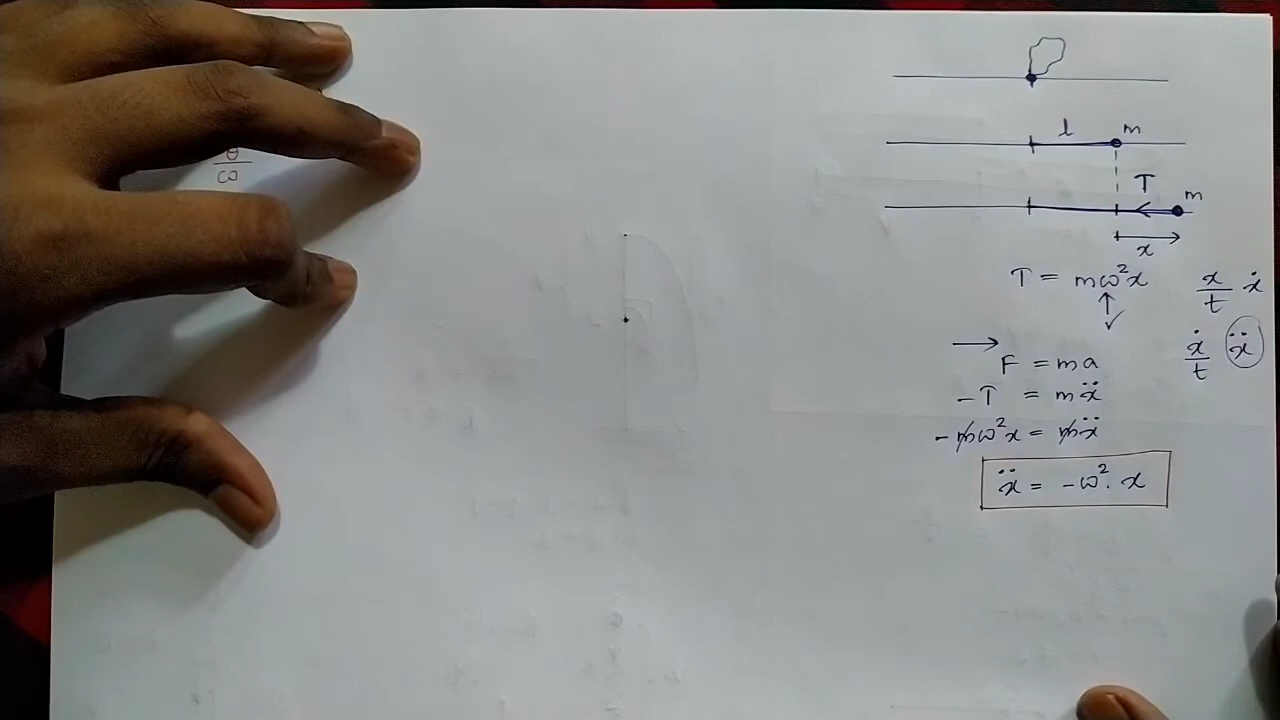 l m
T m
x
T = mω²x
x/t ẋ
F = ma
ẋ/t ẍ
-T = mẍ
-mω²x = mẍ
ẍ = -ω². x